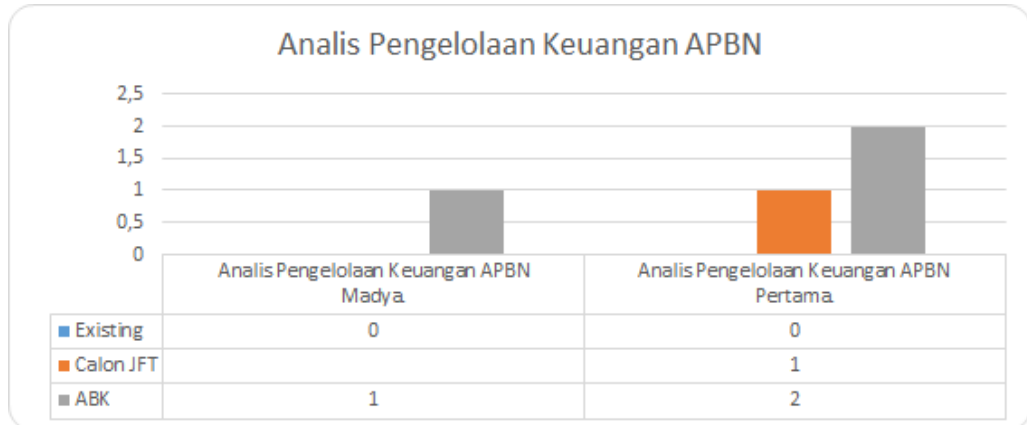 Analis Pengelolaan Keuangan APBN
2,5
2
1,5
1
0,5
0
Analis Pengelolaan Keuangan APBN Analis Pengelolaan Keuangan APBN
Madya Pertama
Existing 0 0
Calon JFT 1
ABK 1 2